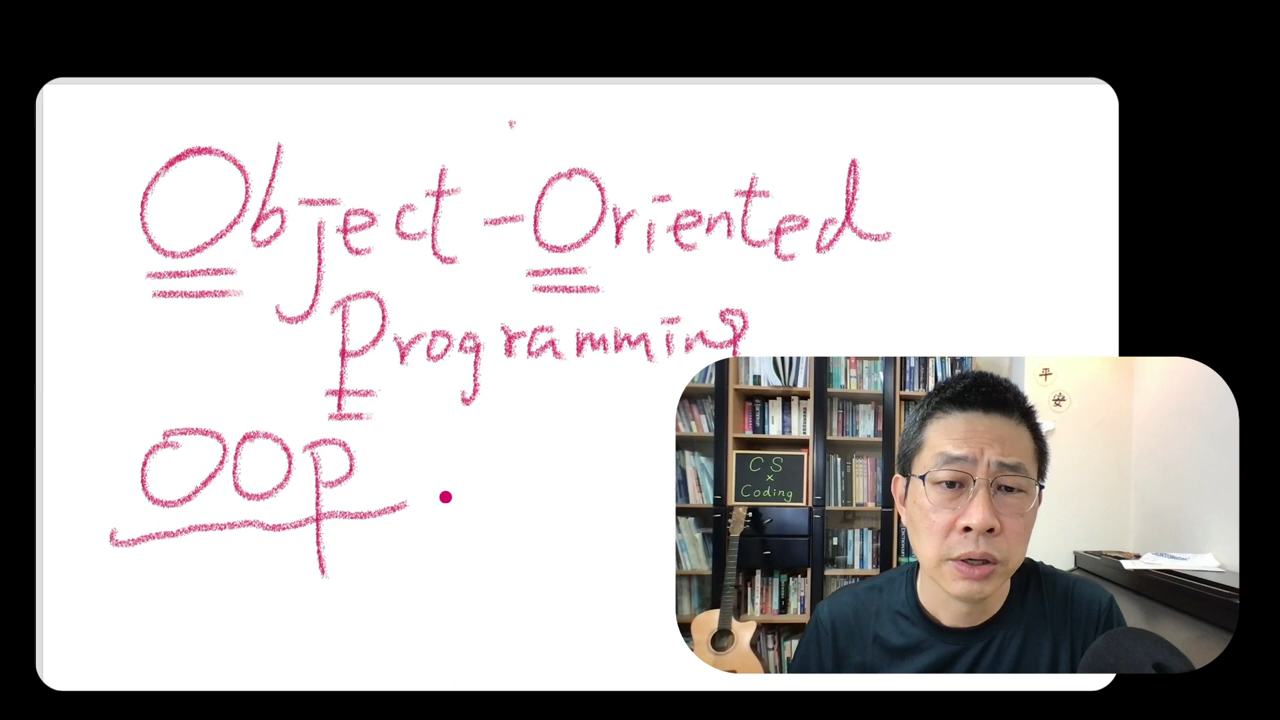 Object-Oriented
Programming
OOP
CS
×
Coding
平
安